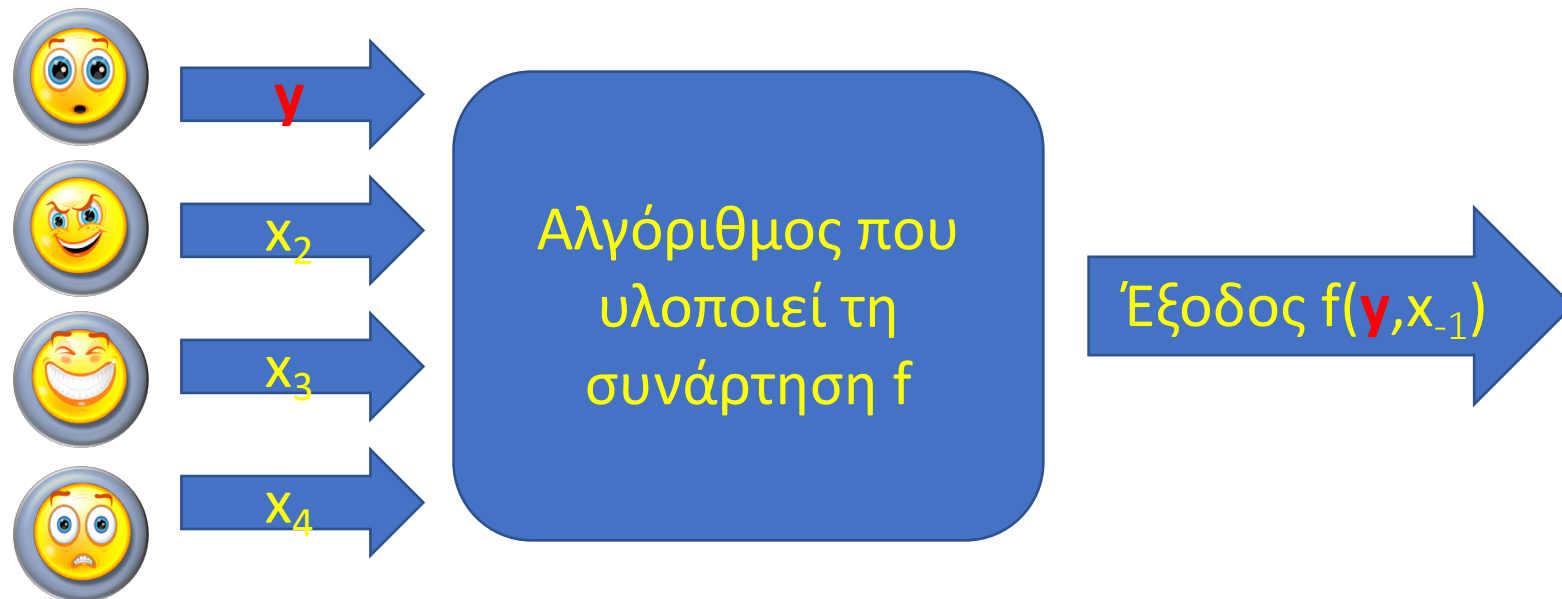 y
x₂
x₃
x₄
Αλγόριθμος που
υλοποιεί τη
συνάρτηση f
Έξοδος f(y,x₋₁)